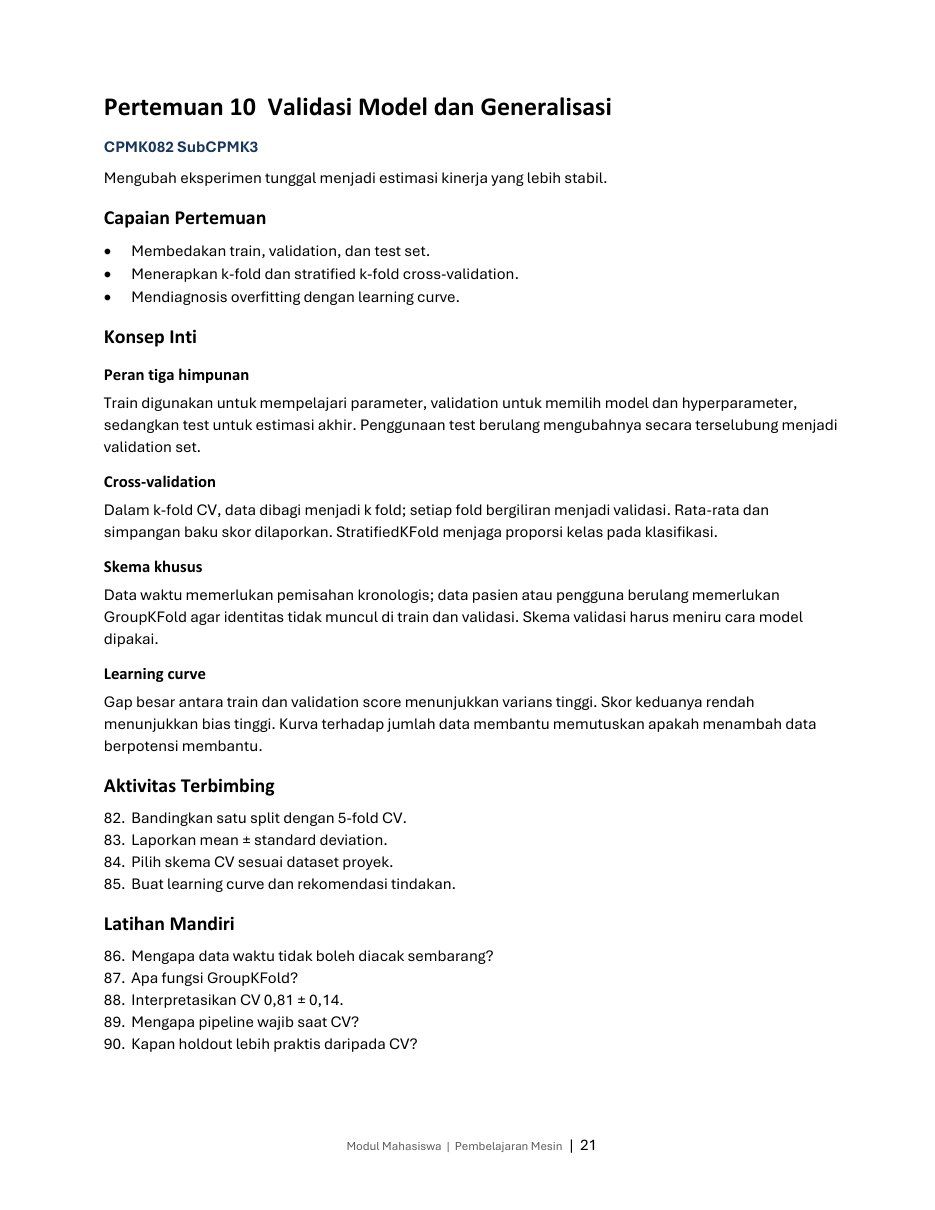 Pertemuan 10  Validasi Model dan Generalisasi
CPMK082 SubCPMK3
Mengubah eksperimen tunggal menjadi estimasi kinerja yang lebih stabil.
Capaian Pertemuan
• Membedakan train, validation, dan test set.
• Menerapkan k-fold dan stratified k-fold cross-validation.
• Mendiagnosis overfitting dengan learning curve.
Konsep Inti
Peran tiga himpunan
Train digunakan untuk mempelajari parameter, validation untuk memilih model dan hyperparameter,
sedangkan test untuk estimasi akhir. Penggunaan test berulang mengubahnya secara terselubung menjadi
validation set.
Cross-validation
Dalam k-fold CV, data dibagi menjadi k fold; setiap fold bergiliran menjadi validasi. Rata-rata dan
simpangan baku skor dilaporkan. StratifiedKFold menjaga proporsi kelas pada klasifikasi.
Skema khusus
Data waktu memerlukan pemisahan kronologis; data pasien atau pengguna berulang memerlukan
GroupKFold agar identitas tidak muncul di train dan validasi. Skema validasi harus meniru cara model
dipakai.
Learning curve
Gap besar antara train dan validation score menunjukkan varians tinggi. Skor keduanya rendah
menunjukkan bias tinggi. Kurva terhadap jumlah data membantu memutuskan apakah menambah data
berpotensi membantu.
Aktivitas Terbimbing
82. Bandingkan satu split dengan 5-fold CV.
83. Laporkan mean ± standard deviation.
84. Pilih skema CV sesuai dataset proyek.
85. Buat learning curve dan rekomendasi tindakan.
Latihan Mandiri
86. Mengapa data waktu tidak boleh diacak sembarang?
87. Apa fungsi GroupKFold?
88. Interpretasikan CV 0,81 ± 0,14.
89. Mengapa pipeline wajib saat CV?
90. Kapan holdout lebih praktis daripada CV?
Modul Mahasiswa | Pembelajaran Mesin | 21